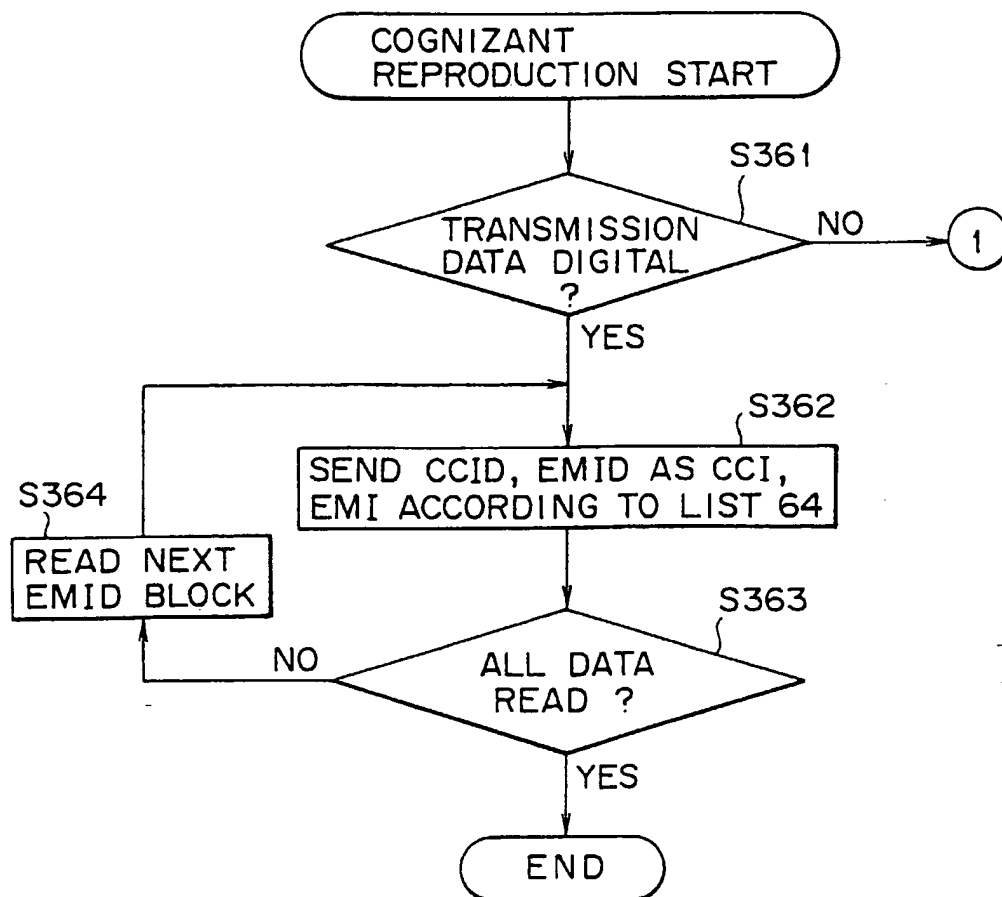 COGNIZANT
REPRODUCTION START
S361
TRANSMISSION
DATA DIGITAL
?
NO
1
YES
S362
SEND CCID, EMID AS CCI,
EMI ACCORDING TO LIST 64
S364
READ NEXT
EMID BLOCK
S363
ALL DATA
READ ?
NO
YES
END